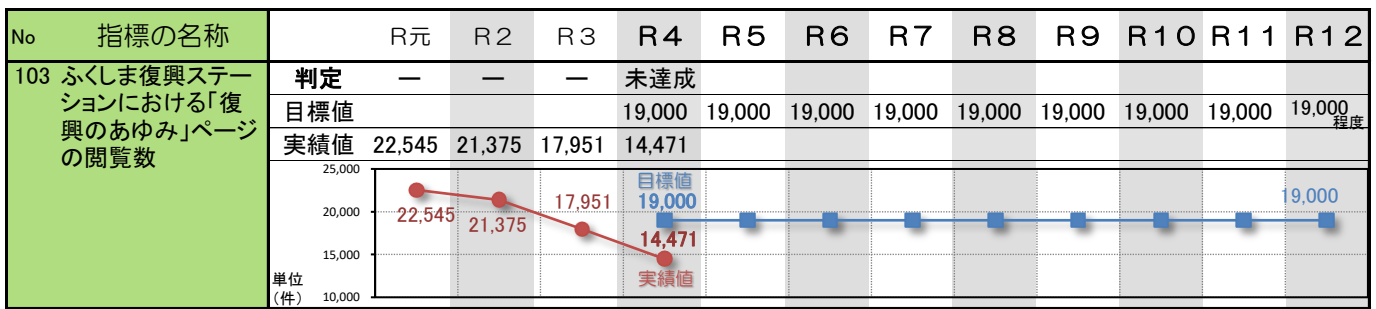 No 指標の名称 R元 R2 R3 R4 R5 R6 R7 R8 R9 R10 R11 R12
103 ふくしま復興ステー
ションにおける「復
興のあゆみ」ページ
の閲覧数
判定 ― ― ― 未達成
目標値 19,000 19,000 19,000 19,000 19,000 19,000 19,000 19,000 19,000程度
実績値 22,545 21,375 17,951 14,471
25,000
20,000
15,000
10,000
単位
(件)
22,545
21,375
17,951
目標値
19,000
14,471
実績値
19,000